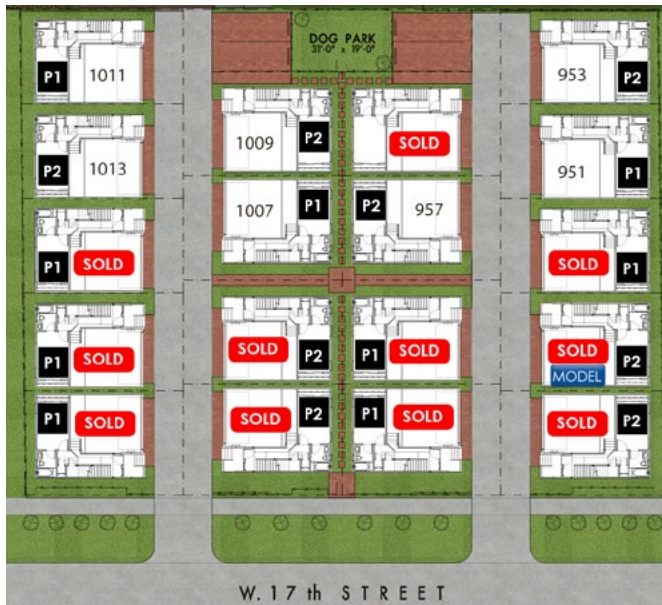 DOG PARK
31'-0" x 19'-0"
P1 1011
953 P2
1009 P2
SOLD
P2 1013
951 P1
1007 P1
P2 957
P1 SOLD
SOLD P1
SOLD P2
P1 SOLD
P1 SOLD
SOLD P2
MODEL
P1 SOLD
SOLD P2
P1 SOLD
SOLD P2
W. 17th STREET